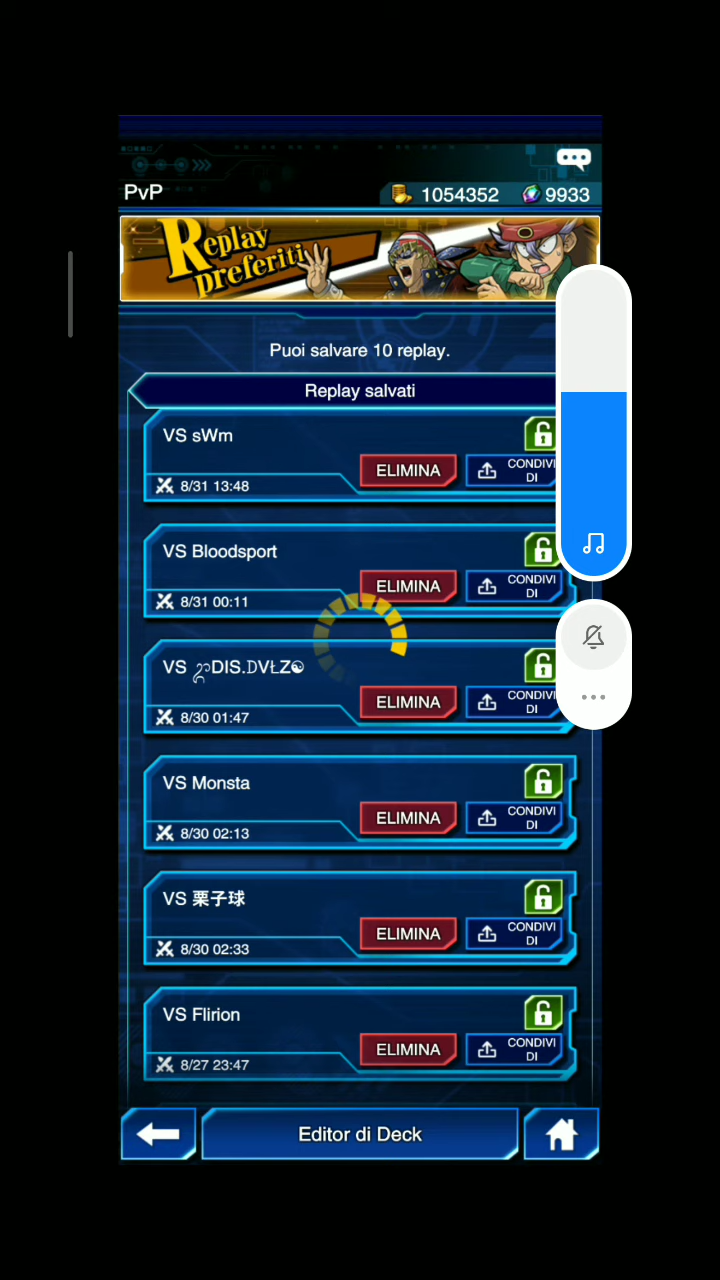 PvP
1054352
9933
Replay
preferiti
Puoi salvare 10 replay.
Replay salvati
VS sWm
ELIMINA
CONDIVI
DI
8/31 13:48
VS Bloodsport
ELIMINA
CONDIVI
DI
8/31 00:11
DIS.DVŁZ☯
ELIMINA
CONDIVI
DI
8/30 01:47
VS Monsta
ELIMINA
CONDIVI
DI
8/30 02:13
VS 栗子球
ELIMINA
CONDIVI
DI
8/30 02:33
VS Flirion
ELIMINA
CONDIVI
DI
8/27 23:47
Editor di Deck